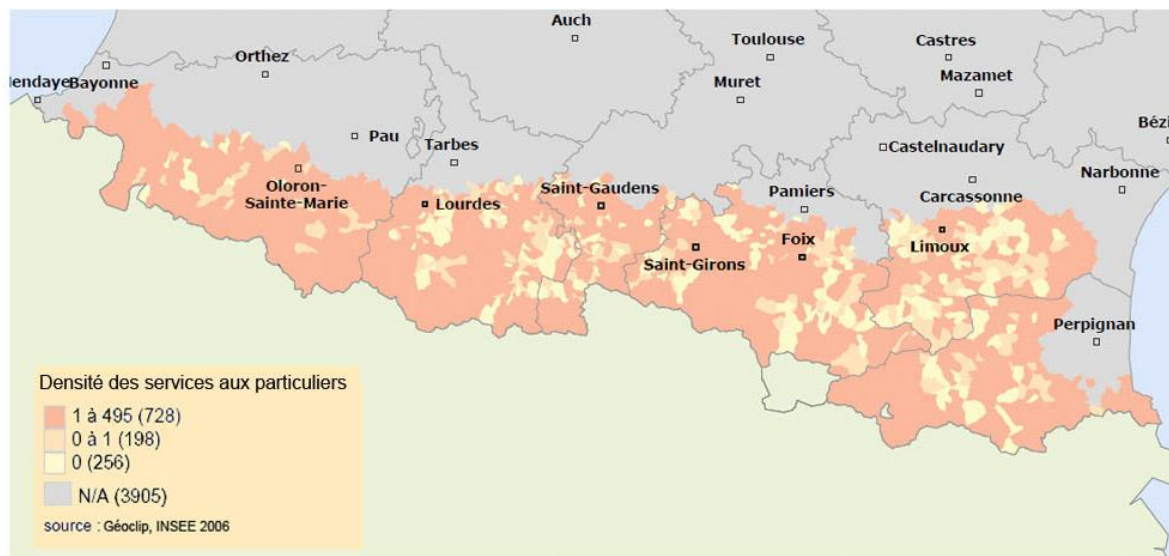 Auch
Toulouse
Castres
Orthez
Mazamet
Bayonne
Muret
Pau
Castelnaudary
Tarbes
Narbonne
Oloron-
Sainte-Marie
Lourdes
Saint-Gaudens
Pamiers
Carcassonne
Foix
Limoux
Saint-Girons
Perpignan
Densité des services aux particuliers
1 à 495 (728)
0 à 1 (198)
0 (256)
N/A (3905)
source : Géoclip, INSEE 2006